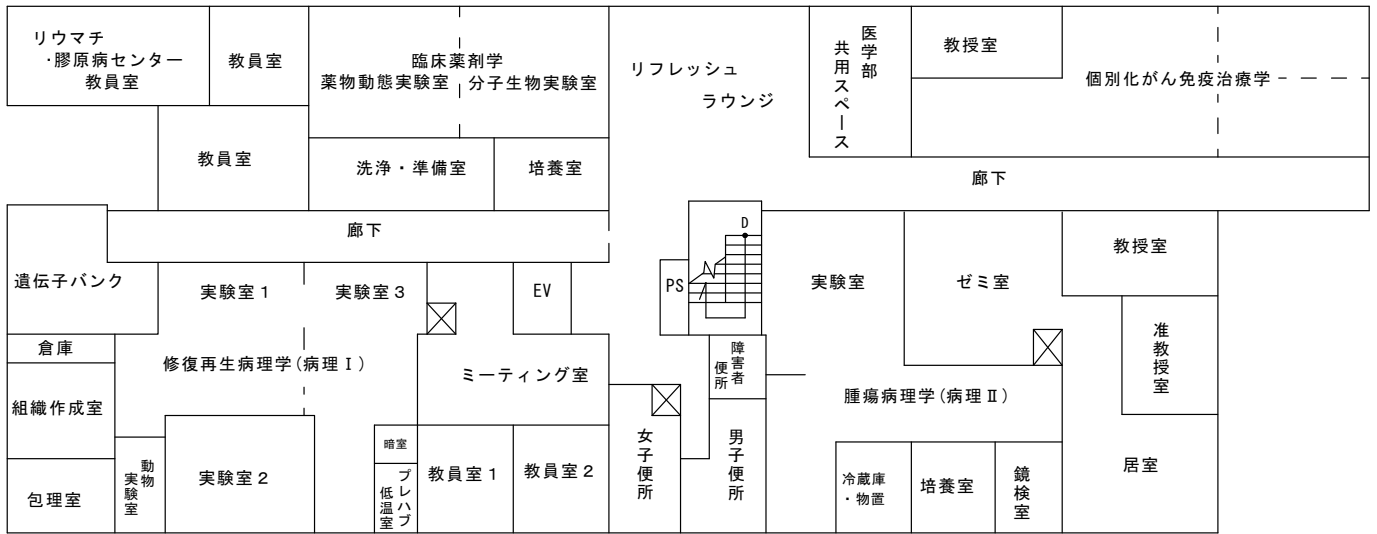 リウマチ
・膠原病センター
教員室
教員室
臨床薬剤学
薬物動態実験室
分子生物実験室
リフレッシュ
ラウンジ
医学部
共用スペース
教授室
個別化がん免疫治療学
教員室
洗浄・準備室
培養室
廊下
廊下
遺伝子バンク
実験室1
実験室3
EV
PS
D
実験室
ゼミ室
教授室
倉庫
修復再生病理学(病理Ⅰ)
ミーティング室
障害者
便所
准教授室
組織作成室
腫瘍病理学(病理Ⅱ)
包理室
動物
実験室
実験室2
暗室
プレハブ
低温室
教員室1
教員室2
女子便所
男子便所
冷蔵庫
・物置
培養室
鏡検室
居室